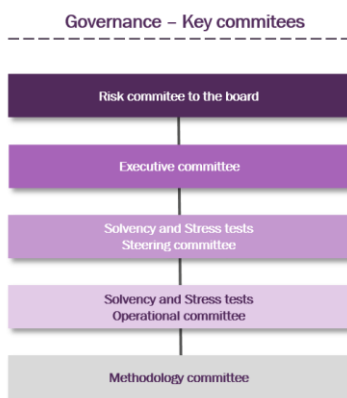 Governance – Key commitees
Risk commitee to the board
Executive committee
Solvency and Stress tests
Steering committee
Solvency and Stress tests
Operational committee
Methodology committee